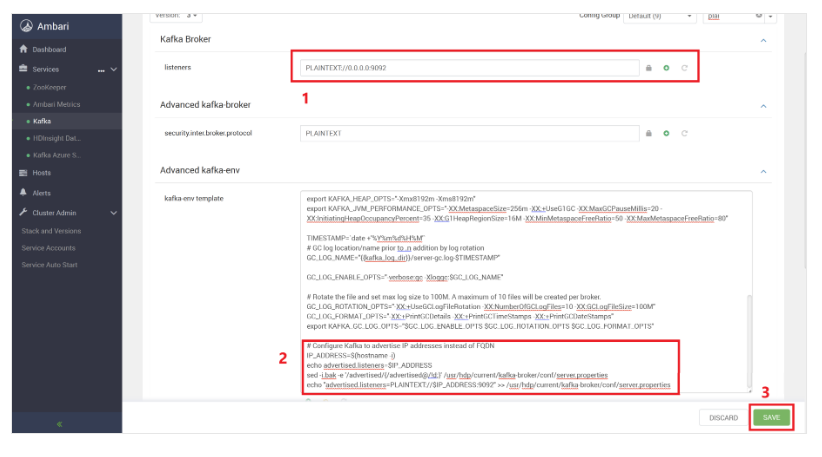 Ambari
Version: 3
Config Group Default (9) plai
Dashboard
Services ...
ZooKeeper
Ambari Metrics
Kafka
HDInsight Dat...
Kafka Azure S...
Hosts
Alerts
Cluster Admin
Stack and Versions
Service Accounts
Service Auto Start
«
Kafka Broker
listeners PLAINTEXT://0.0.0.0:9092
1
Advanced kafka-broker
security.inter.broker.protocol PLAINTEXT
Advanced kafka-env
kafka-env template
export KAFKA_HEAP_OPTS="-Xmx8192m -Xms8192m"
export KAFKA_JVM_PERFORMANCE_OPTS="-XX:MetaspaceSize=256m -XX:+UseG1GC -XX:MaxGCPauseMillis=20 -
XX:InitiatingHeapOccupancyPercent=35 -XX:G1HeapRegionSize=16M -XX:MinMetaspaceFreeRatio=50 -XX:MaxMetaspaceFreeRatio=80"
TIMESTAMP=`date +"%Y%m%d%H%M"`
# GC log location/name prior to .n addition by log rotation
GC_LOG_NAME="{{kafka_log_dir}}/server-gc.log-$TIMESTAMP"
GC_LOG_ENABLE_OPTS="-verbose:gc -Xloggc:$GC_LOG_NAME"
# Rotate the file and set max log size to 100M. A maximum of 10 files will be created per broker.
GC_LOG_ROTATION_OPTS="-XX:+UseGCLogFileRotation -XX:NumberOfGCLogFiles=10 -XX:GCLogFileSize=100M"
GC_LOG_FORMAT_OPTS="-XX:+PrintGCDetails -XX:+PrintGCTimeStamps -XX:+PrintGCDateStamps"
export KAFKA_GC_LOG_OPTS="$GC_LOG_ENABLE_OPTS $GC_LOG_ROTATION_OPTS $GC_LOG_FORMAT_OPTS"
# Configure Kafka to advertise IP addresses instead of FQDN
2
IP_ADDRESS=$(hostname -i)
echo advertised.listeners=$IP_ADDRESS
sed -i.bak -e '/advertised/{/advertised@/!d;}' /usr/hdp/current/kafka-broker/conf/server.properties
echo "advertised.listeners=PLAINTEXT://$IP_ADDRESS:9092" >> /usr/hdp/current/kafka-broker/conf/server.properties
3
DISCARD SAVE